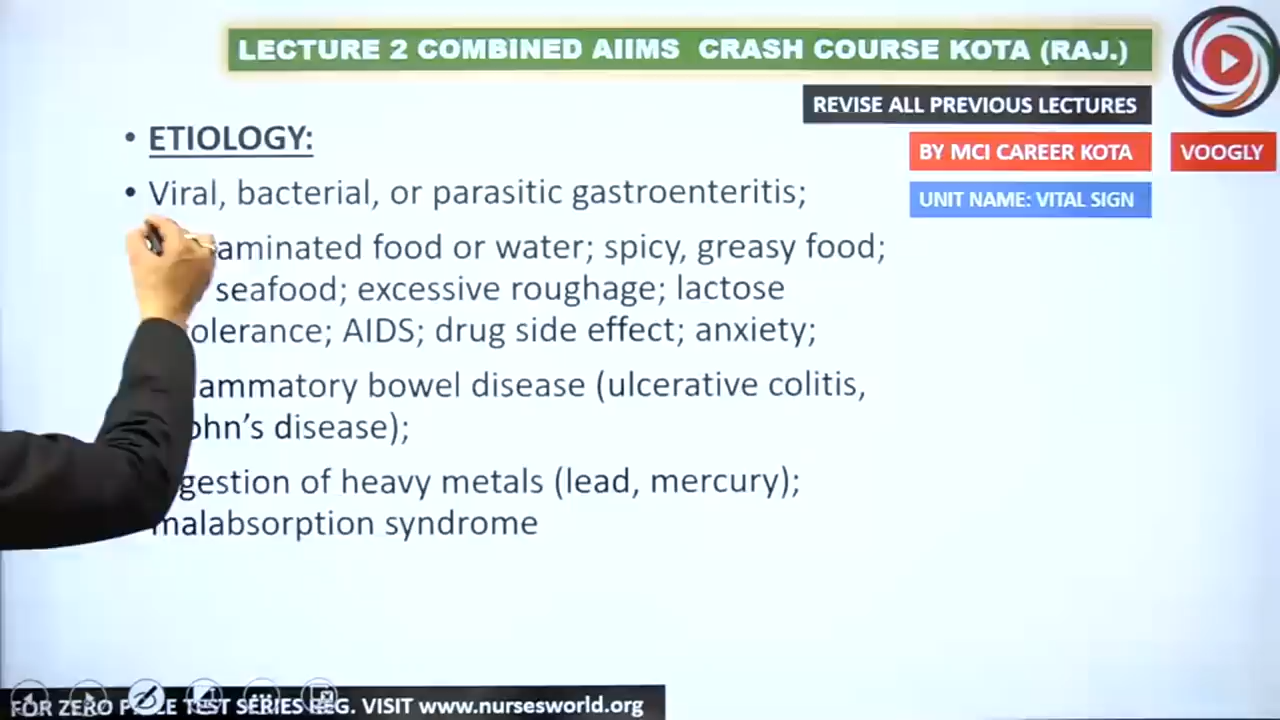 LECTURE 2 COMBINED AIIMS CRASH COURSE KOTA (RAJ.)
REVISE ALL PREVIOUS LECTURES
BY MCI CAREER KOTA
VOOGLY
UNIT NAME: VITAL SIGN
• ETIOLOGY:
• Viral, bacterial, or parasitic gastroenteritis;
aminated food or water; spicy, greasy food;
seafood; excessive roughage; lactose
olerance; AIDS; drug side effect; anxiety;
ammatory bowel disease (ulcerative colitis,
ohn’s disease);
gestion of heavy metals (lead, mercury);
malabsorption syndrome
FOR ZERO TEST SERIES REG. VISIT www.nursesworld.org